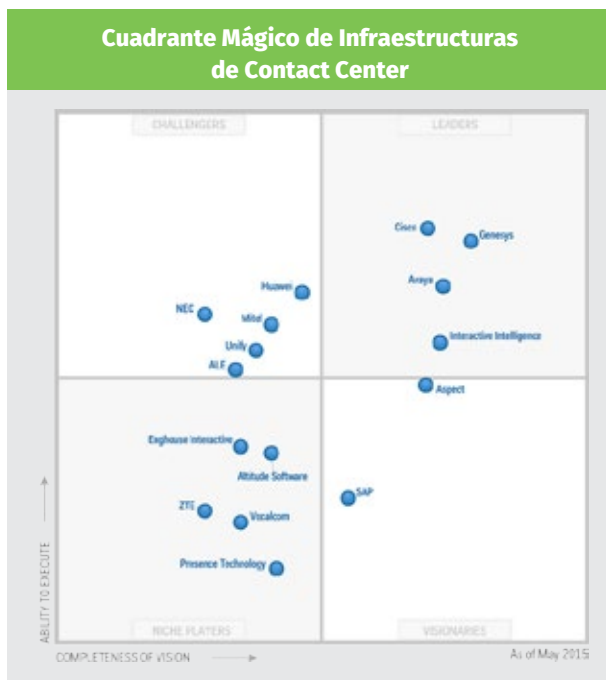 Cuadrante Mágico de Infraestructuras
de Contact Center
CHALLENGERS
LEADERS
Cisco
Genesys
Avaya
Huawei
NEC
Mitel
Interactive Intelligence
Unify
ALE
Aspect
Enghouse Interactive
Altitude Software
SAP
ZTE
Vocalcom
Presence Technology
ABILITY TO EXECUTE
NICHE PLAYERS
VISIONARIES
COMPLETENESS OF VISION
As of May 2015